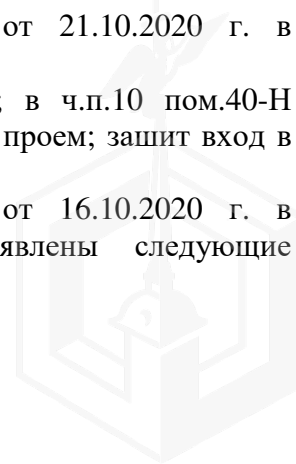 от 21.10.2020 г. в
в ч.п.10 пом.40-Н
проем; зашит вход в
от 16.10.2020 г. в
явлены следующие